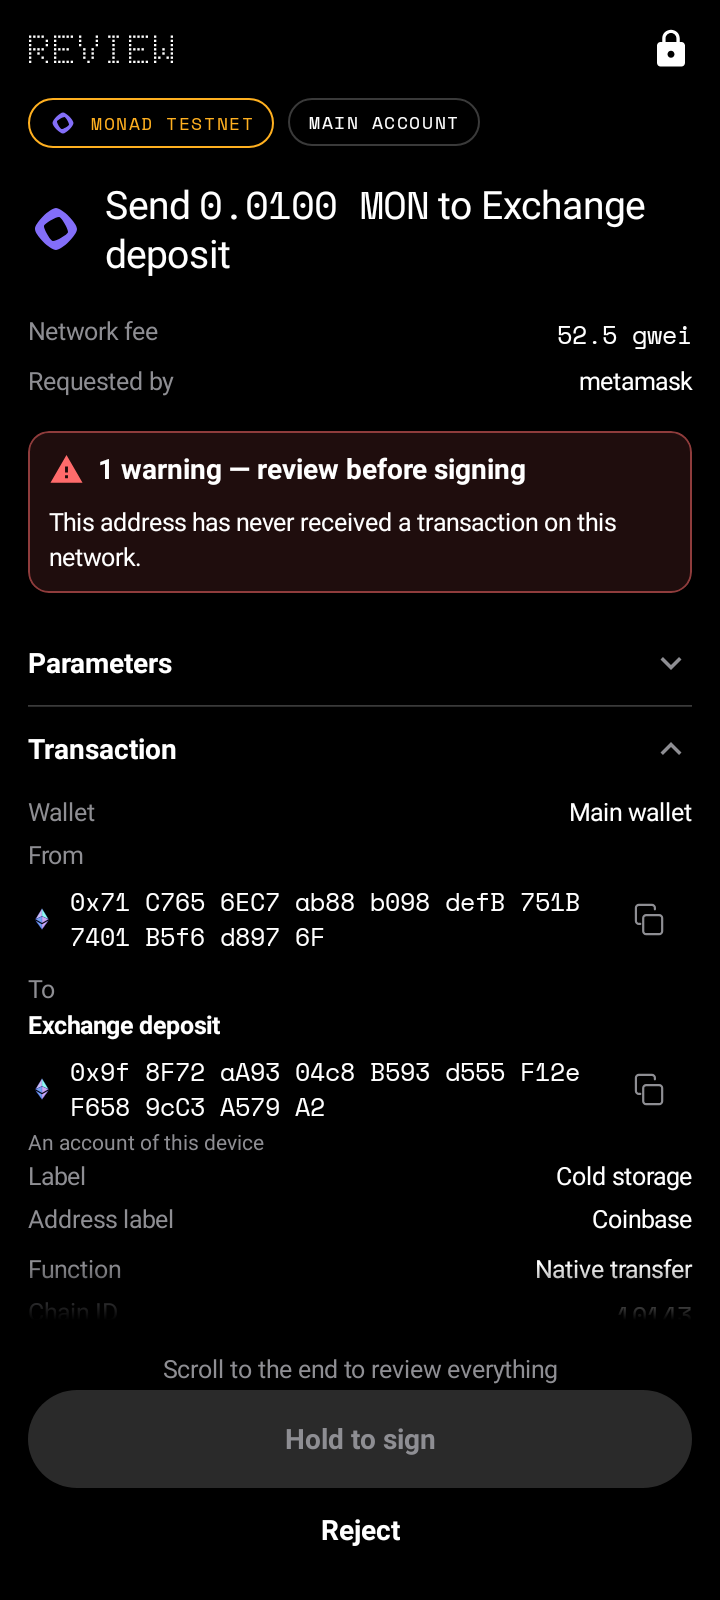 REVIEW
MONAD TESTNET
MAIN ACCOUNT
Send 0.0100 MON to Exchange
deposit
Network fee
52.5 gwei
Requested by
metamask
1 warning — review before signing
This address has never received a transaction on this
network.
Parameters
Transaction
Wallet
Main wallet
From
0x71 C765 6EC7 ab88 b098 defB 751B
7401 B5f6 d897 6F
To
Exchange deposit
0x9f 8F72 aA93 04c8 B593 d555 F12e
F658 9cC3 A579 A2
An account of this device
Label
Cold storage
Address label
Coinbase
Function
Native transfer
Chain ID
10143
Scroll to the end to review everything
Hold to sign
Reject